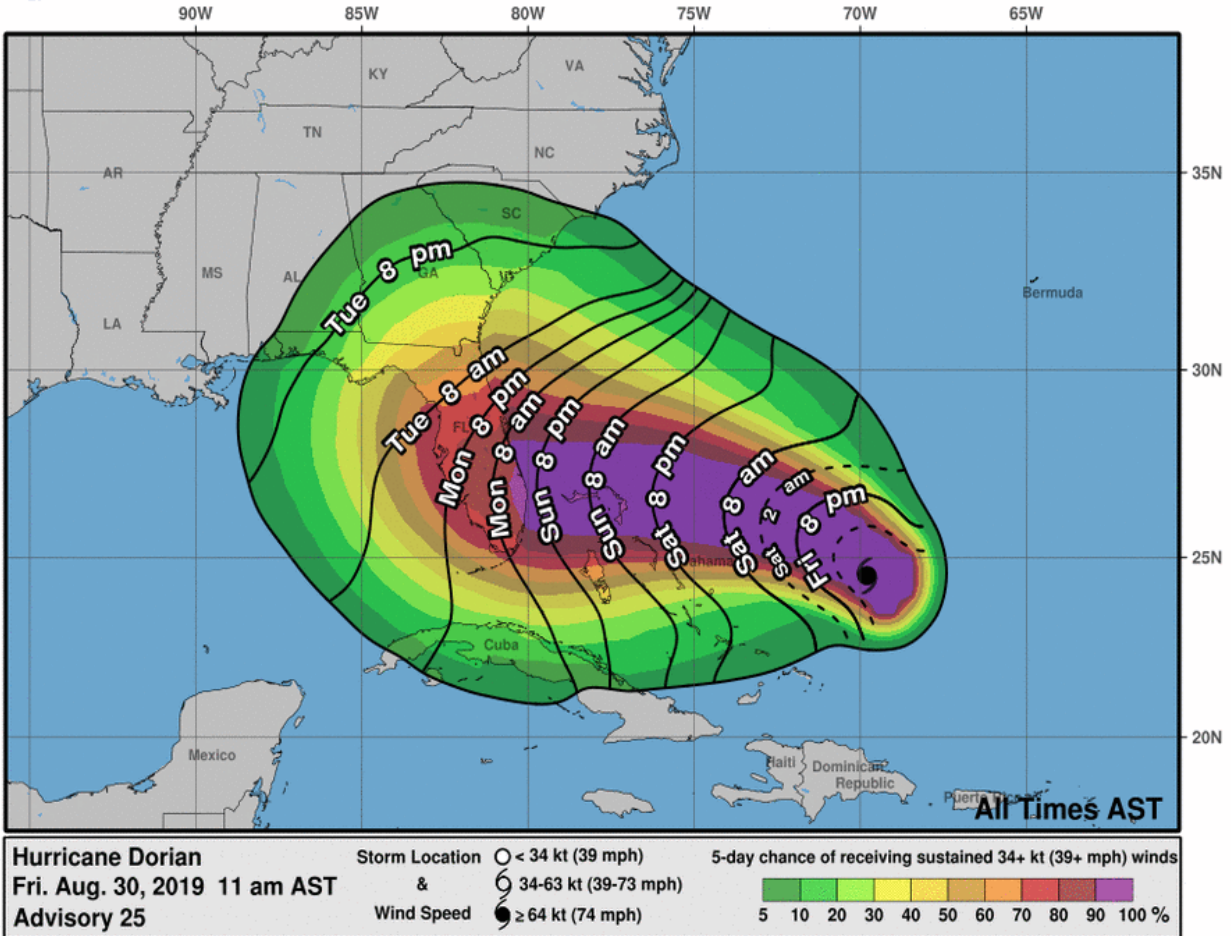 90W 85W 80W 75W 70W 65W
KY
VA
TN
NC
AR
35N
SC
MS
AL
GA
LA
Bermuda
Tue 8 pm
30N
Tue 8 am
Mon 8 pm
Mon 8 am
Sun 8 pm
Sun 8 am
Sat 8 pm
Sat 8 am
Sat 2 am
Fri 8 pm
FL
25N
Bahamas
Cuba
20N
Mexico
Haiti
Dominican
Republic
Puerto Rico
All Times AST
Hurricane Dorian
Fri. Aug. 30, 2019 11 am AST
Advisory 25
Storm Location
&
Wind Speed
< 34 kt (39 mph)
34-63 kt (39-73 mph)
≥ 64 kt (74 mph)
5-day chance of receiving sustained 34+ kt (39+ mph) winds
5 10 20 30 40 50 60 70 80 90 100 %